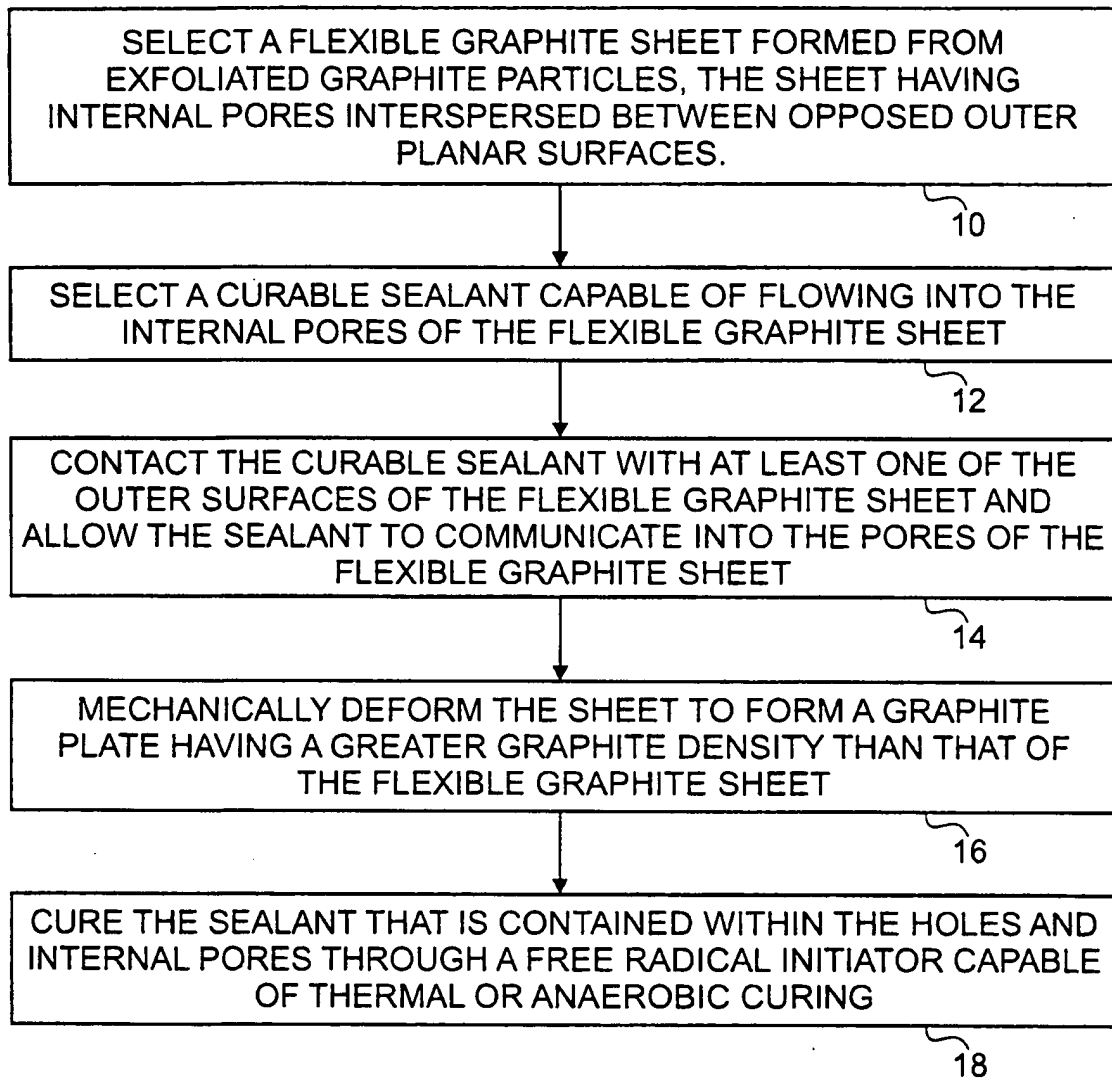 SELECT A FLEXIBLE GRAPHITE SHEET FORMED FROM
EXFOLIATED GRAPHITE PARTICLES, THE SHEET HAVING
INTERNAL PORES INTERSPERSED BETWEEN OPPOSED OUTER
PLANAR SURFACES.
10
SELECT A CURABLE SEALANT CAPABLE OF FLOWING INTO THE
INTERNAL PORES OF THE FLEXIBLE GRAPHITE SHEET
12
CONTACT THE CURABLE SEALANT WITH AT LEAST ONE OF THE
OUTER SURFACES OF THE FLEXIBLE GRAPHITE SHEET AND
ALLOW THE SEALANT TO COMMUNICATE INTO THE PORES OF THE
FLEXIBLE GRAPHITE SHEET
14
MECHANICALLY DEFORM THE SHEET TO FORM A GRAPHITE
PLATE HAVING A GREATER GRAPHITE DENSITY THAN THAT OF
THE FLEXIBLE GRAPHITE SHEET
16
CURE THE SEALANT THAT IS CONTAINED WITHIN THE HOLES AND
INTERNAL PORES THROUGH A FREE RADICAL INITIATOR CAPABLE
OF THERMAL OR ANAEROBIC CURING
18